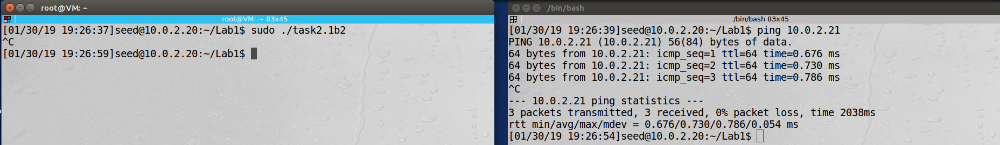 root@VM: ~
root@VM: ~ 83x45
[01/30/19 19:26:37]seed@10.0.2.20:~/Lab1$ sudo ./task2.1b2
^C
[01/30/19 19:26:59]seed@10.0.2.20:~/Lab1$
/bin/bash
/bin/bash 83x45
[01/30/19 19:26:39]seed@10.0.2.20:~/Lab1$ ping 10.0.2.21
PING 10.0.2.21 (10.0.2.21) 56(84) bytes of data.
64 bytes from 10.0.2.21: icmp_seq=1 ttl=64 time=0.676 ms
64 bytes from 10.0.2.21: icmp_seq=2 ttl=64 time=0.730 ms
64 bytes from 10.0.2.21: icmp_seq=3 ttl=64 time=0.786 ms
^C
--- 10.0.2.21 ping statistics ---
3 packets transmitted, 3 received, 0% packet loss, time 2038ms
rtt min/avg/max/mdev = 0.676/0.730/0.786/0.054 ms
[01/30/19 19:26:54]seed@10.0.2.20:~/Lab1$